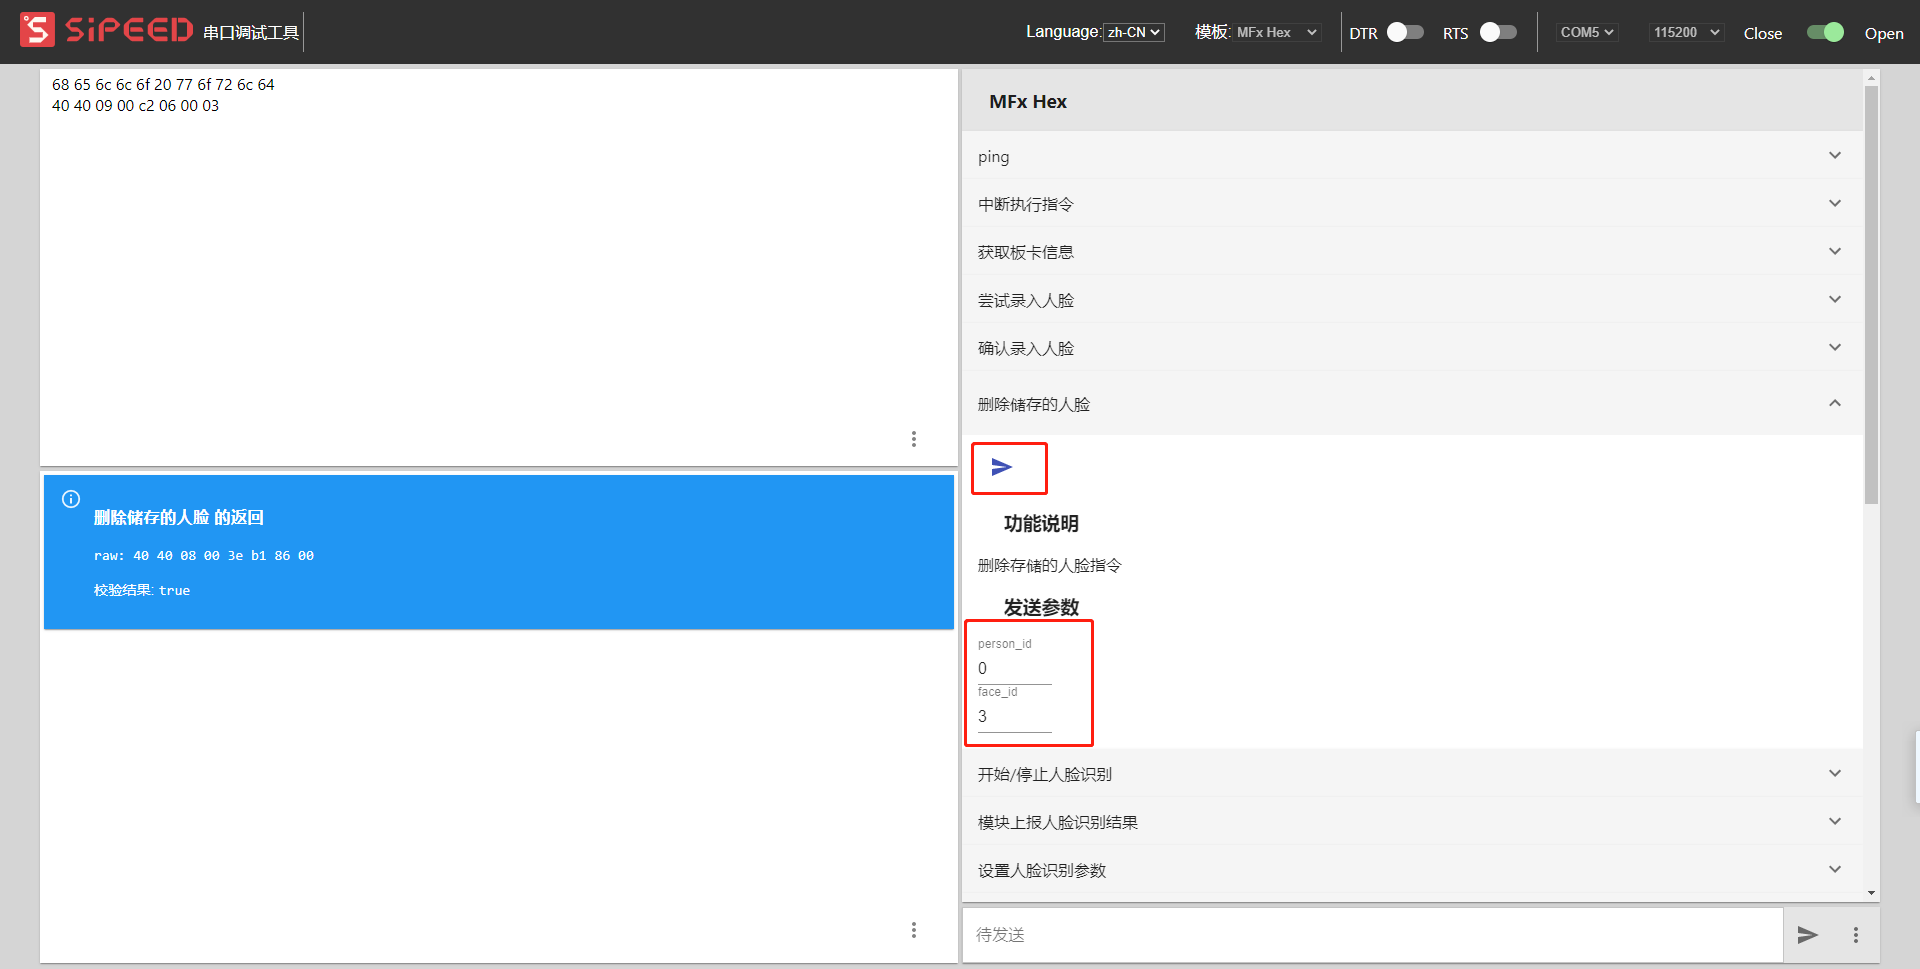 SiPEED 串口调试工具
Language: zh-CN 模板: MFx Hex DTR RTS COM5 115200 Close Open
68 65 6c 6c 6f 20 77 6f 72 6c 64
40 40 09 00 c2 06 00 03
删除储存的人脸 的返回
raw: 40 40 08 00 3e b1 86 00
校验结果: true
MFx Hex
ping
中断执行指令
获取板卡信息
尝试录入人脸
确认录入人脸
删除储存的人脸
功能说明
删除存储的人脸指令
发送参数
person_id
0
face_id
3
开始/停止人脸识别
模块上报人脸识别结果
设置人脸识别参数
待发送